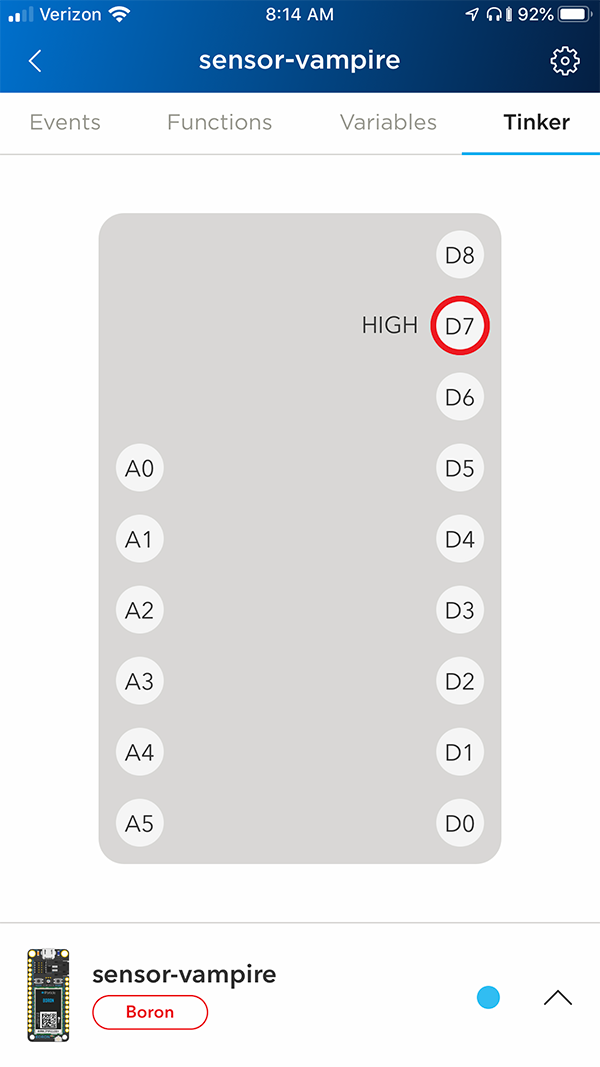 Verizon 8:14 AM 92%
sensor-vampire
Events Functions Variables Tinker
D8
HIGH D7
D6
A0 D5
A1 D4
A2 D3
A3 D2
A4 D1
A5 D0
sensor-vampire
Boron